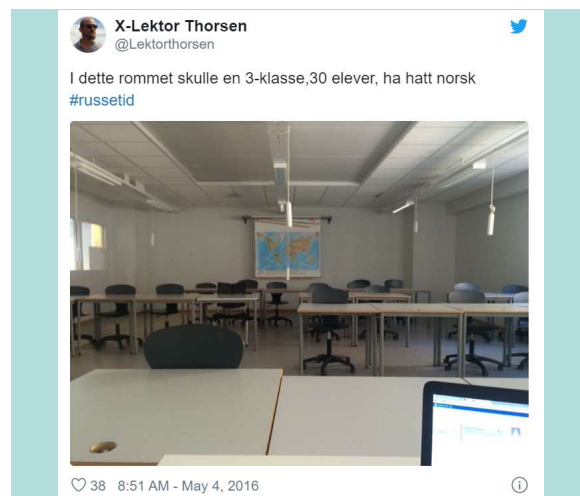 X-Lektor Thorsen
@Lektorthorsen
I dette rommet skulle en 3-klasse,30 elever, ha hatt norsk
#russetid
38 8:51 AM - May 4, 2016